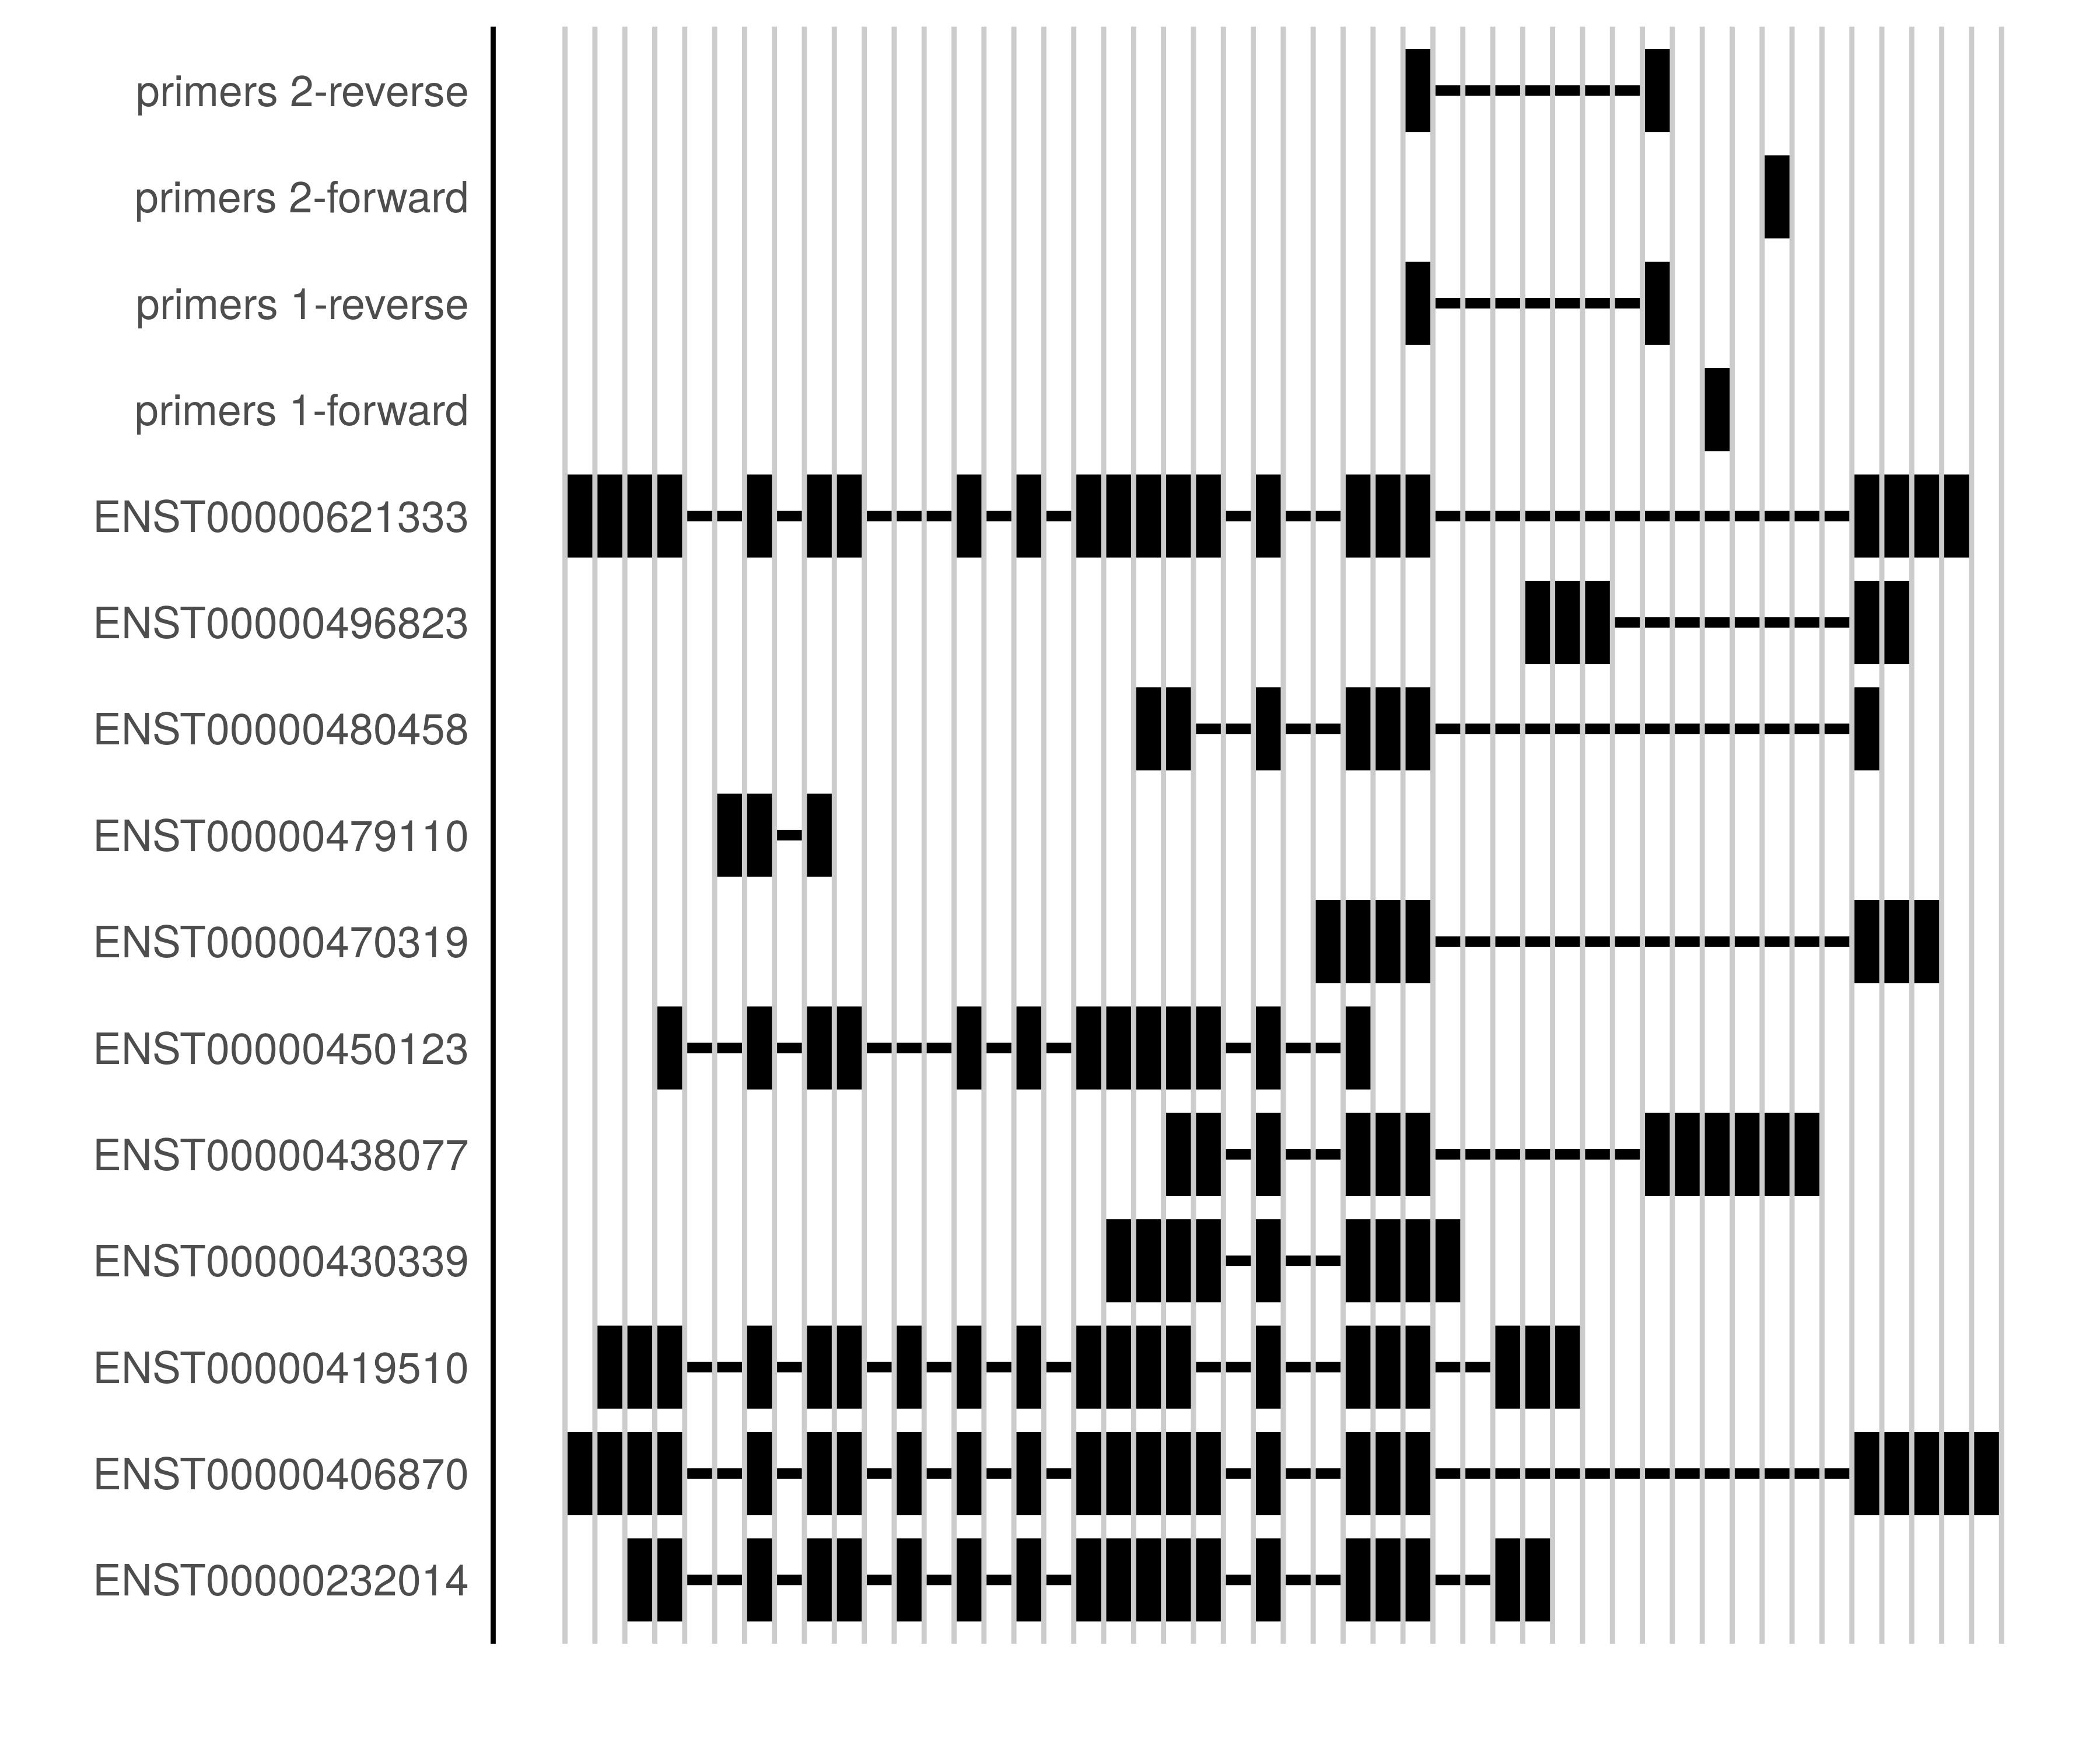 primers 2-reverse
primers 2-forward
primers 1-reverse
primers 1-forward
ENST00000621333
ENST00000496823
ENST00000480458
ENST00000479110
ENST00000470319
ENST00000450123
ENST00000438077
ENST00000430339
ENST00000419510
ENST00000406870
ENST00000232014